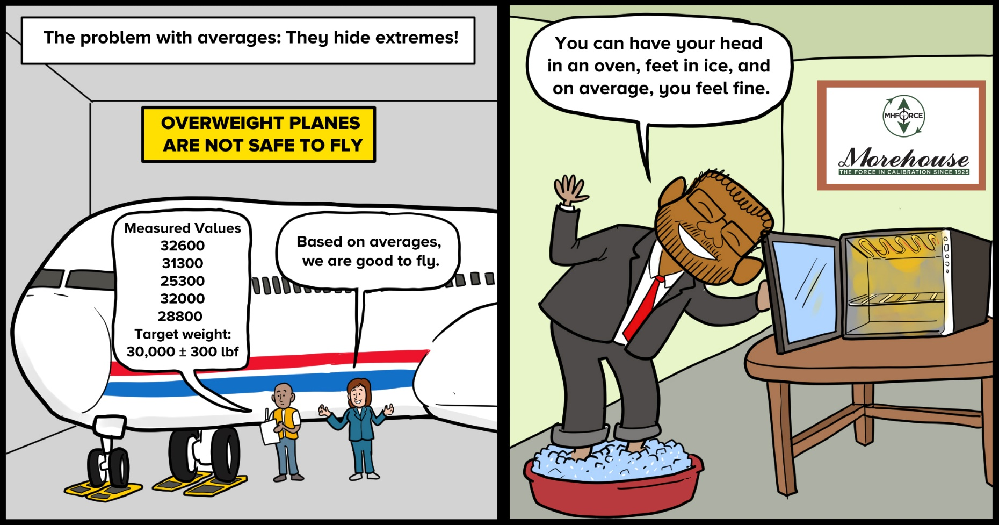 The problem with averages: They hide extremes!
OVERWEIGHT PLANES
ARE NOT SAFE TO FLY
Measured Values
32600
31300
25300
32000
28800
Target weight:
30,000 ± 300 lbf
Based on averages,
we are good to fly.
You can have your head
in an oven, feet in ice, and
on average, you feel fine.
MHFORCE
Morehouse
THE FORCE IN CALIBRATION SINCE 1925